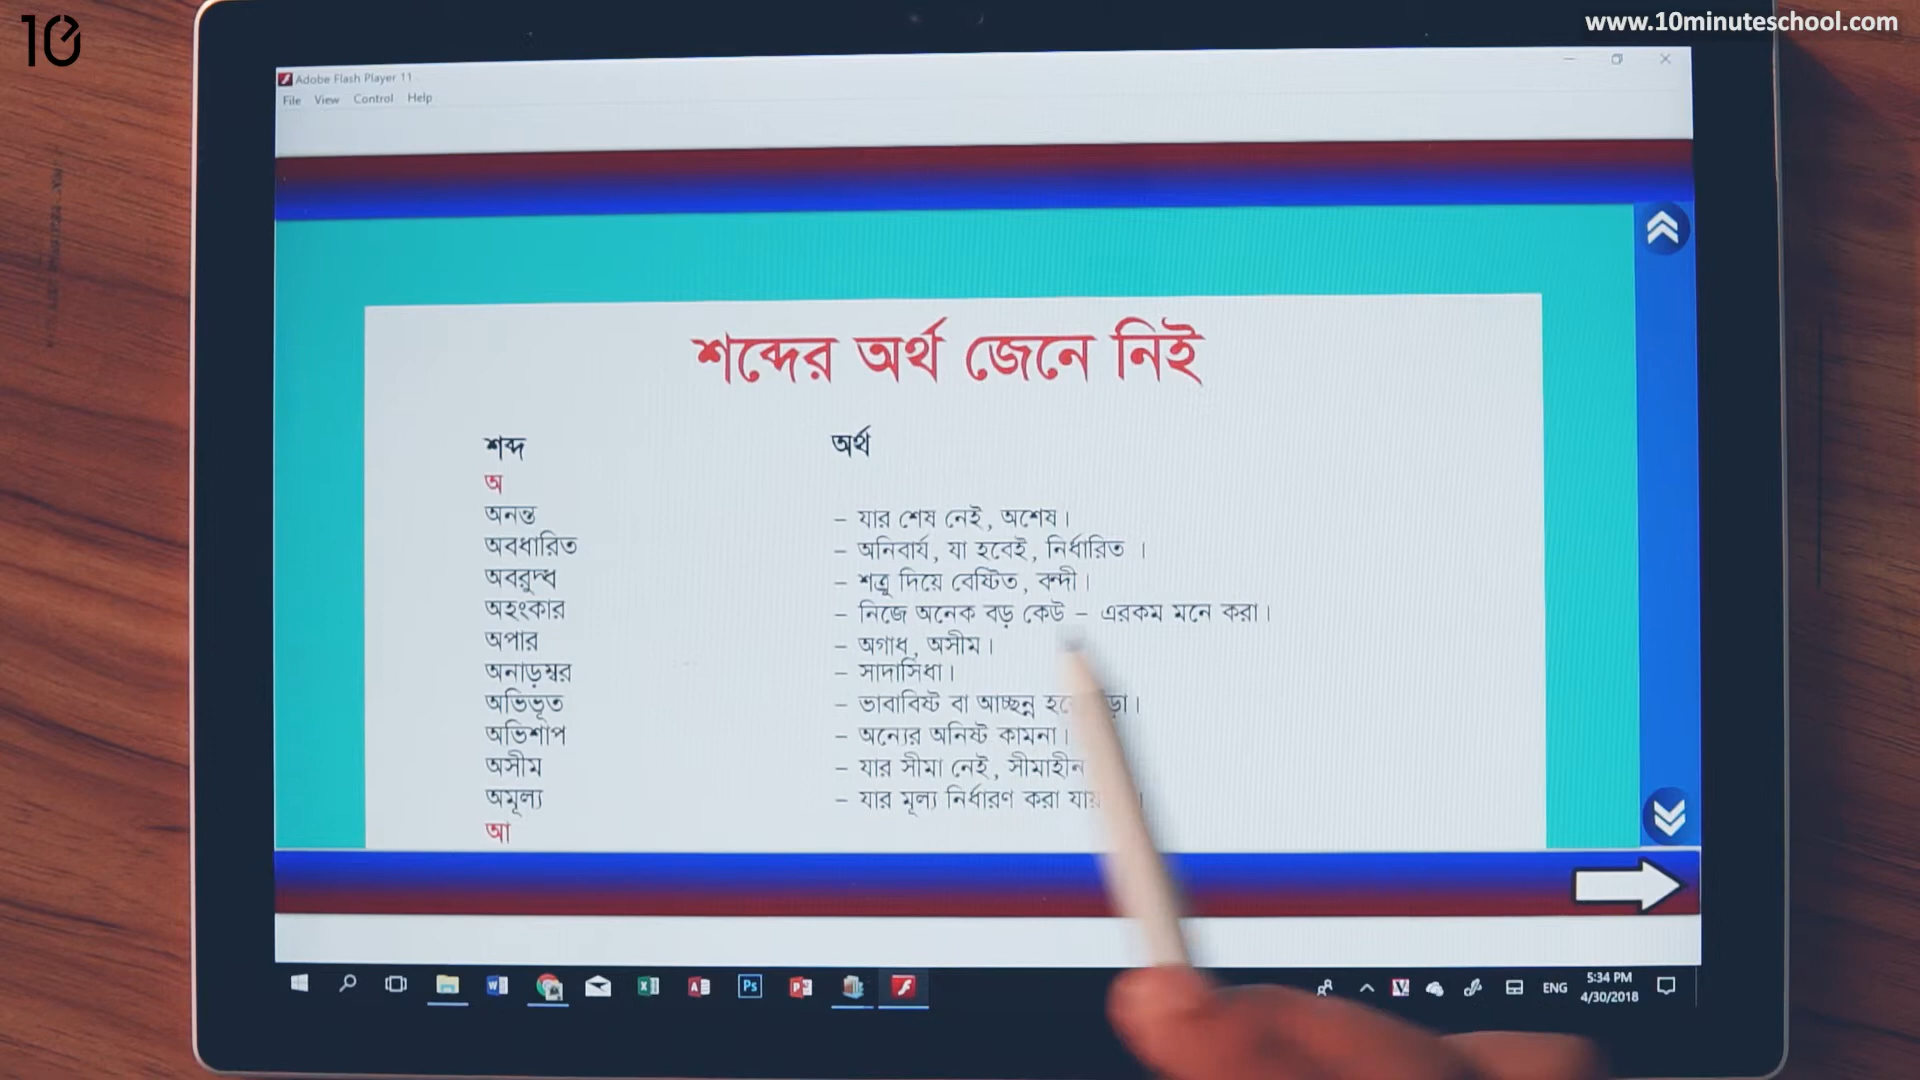 10
www.10minuteschool.com
Adobe Flash Player 11
File View Control Help
শব্দের অর্থ জেনে নিই
শব্দ অর্থ
অ
অনন্ত – যার শেষ নেই, অশেষ।
অবধারিত – অনিবার্য, যা হবেই, নির্ধারিত ।
অবরুদ্ধ – শত্রু দিয়ে বেষ্টিত, বন্দী।
অহংকার – নিজে অনেক বড় কেউ – এরকম মনে করা।
অপার – অগাধ, অসীম।
অনাড়ম্বর – সাদাসিধা।
অভিভূত – ভাবাবিষ্ট বা আচ্ছন্ন
অভিশাপ – অন্যের অনিষ্ট কামনা।
অসীম – যার সীমা নেই, সীমাহীন
অমূল্য – যার মূল্য নির্ধারণ করা
আ
ENG
5:34 PM
4/30/2018